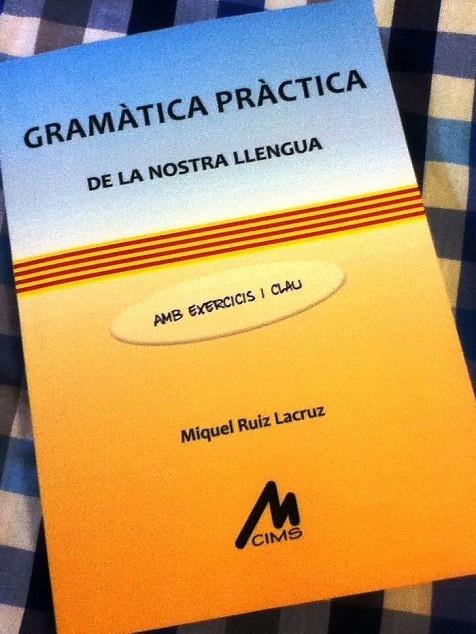 GRAMÀTICA PRÀCTICA
DE LA NOSTRA LLENGUA
AMB EXERCICIS I CLAU
Miquel Ruiz Lacruz
M
CIMS